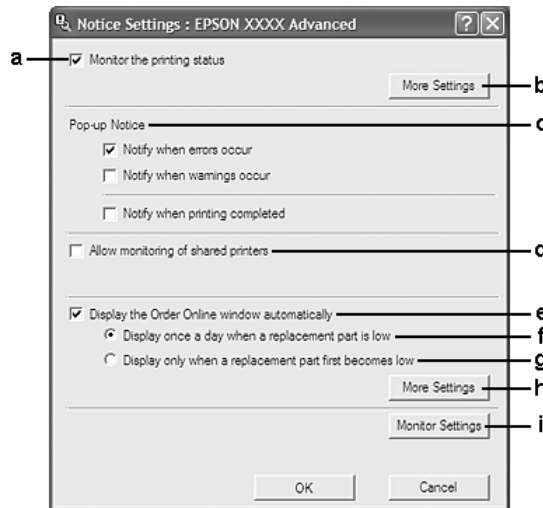 Notice Settings : EPSON XXXX Advanced
a
Monitor the printing status
More Settings
b
Pop-up Notice
c
Notify when errors occur
Notify when warnings occur
Notify when printing completed
Allow monitoring of shared printers
d
Display the Order Online window automatically
e
Display once a day when a replacement part is low
f
Display only when a replacement part first becomes low
g
More Settings
h
Monitor Settings
i
OK
Cancel